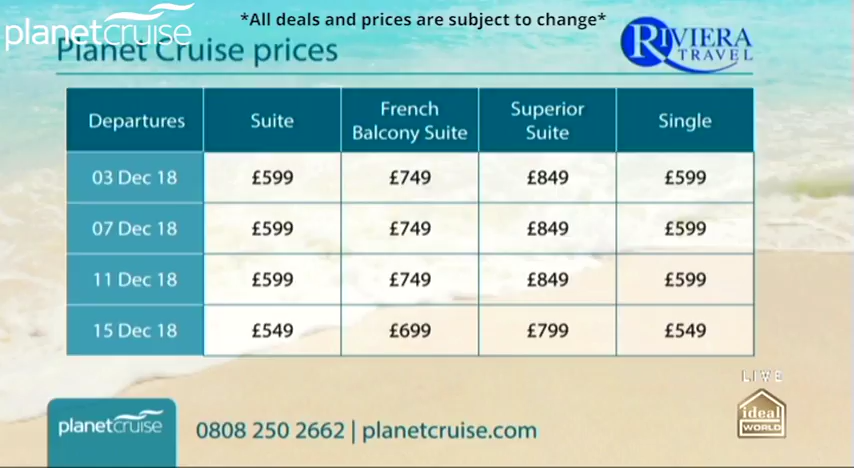 *All deals and prices are subject to change*
planetcruise
Planet Cruise prices
RIVIERA
TRAVEL
Departures Suite French Balcony Suite Superior Suite Single
03 Dec 18 £599 £749 £849 £599
07 Dec 18 £599 £749 £849 £599
11 Dec 18 £599 £749 £849 £599
15 Dec 18 £549 £699 £799 £549
LIVE
ideal
WORLD
planetcruise
0808 250 2662 | planetcruise.com